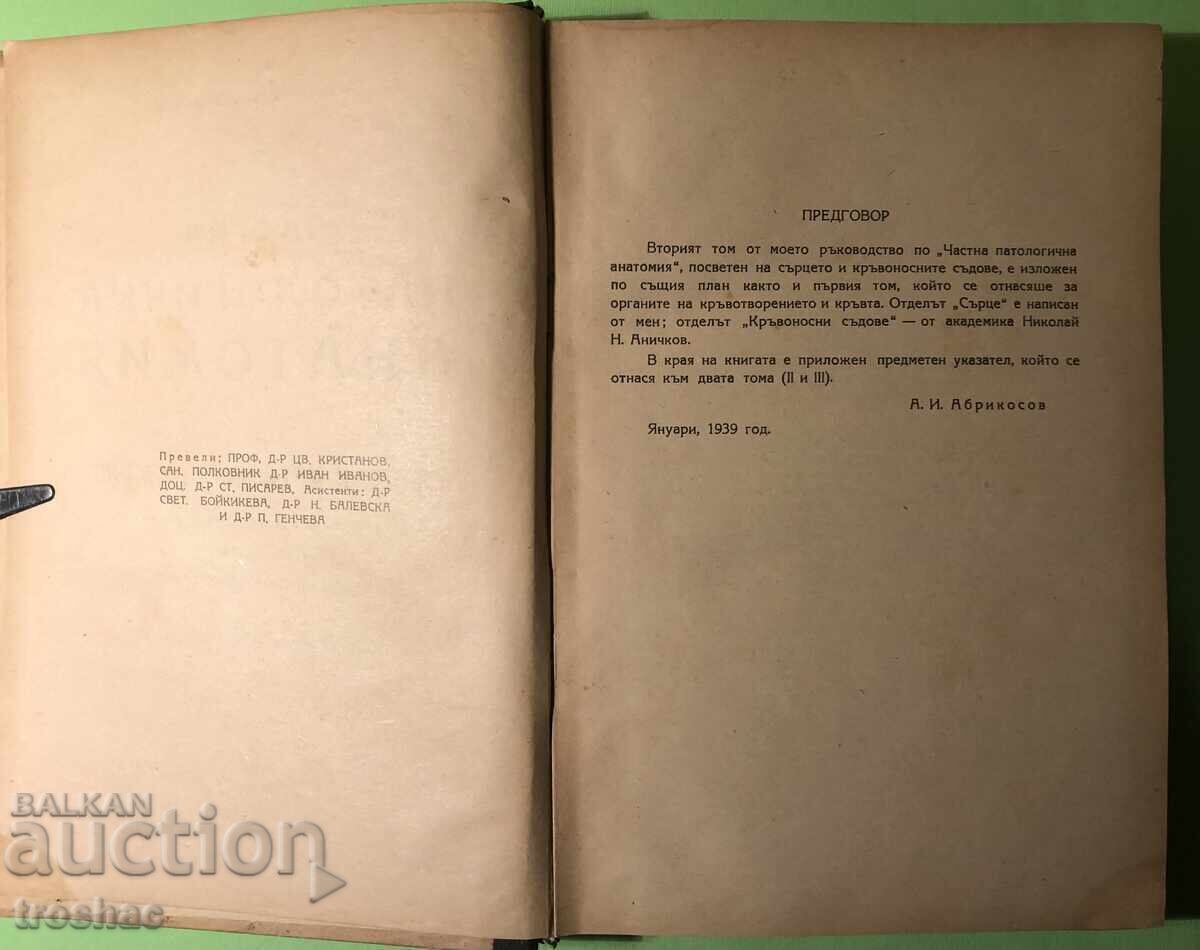 Превели: ПРОФ. Д-Р ЦВ. КРИСТАНОВ,
САН. ПОЛКОВНИК Д-Р ИВАН ИВАНОВ,
ДОЦ. Д-Р СТ. ПИСАРЕВ, Асистенти: Д-Р
СВЕТ. БОЙКИКЕВА, Д-Р Н. БАЛЕВСКА
И Д-Р П. ГЕНЧЕВА
ПРЕДГОВОР
Вторият том от моето ръководство по „Частна патологична
анатомия“, посветен на сърцето и кръвоносните съдове, е изложен
по същия план както и първия том, който се отнасяше за
органите на кръвотворението и кръвта. Отделът „Сърце“ е написан
от мен; отделът „Кръвоносни съдове“ — от академика Николай
Н. Аничков.
В края на книгата е приложен предметен указател, който се
отнася към двата тома (II и III).
А. И. Абрикосов
Януари, 1939 год.
BALKAN
auction
troshac